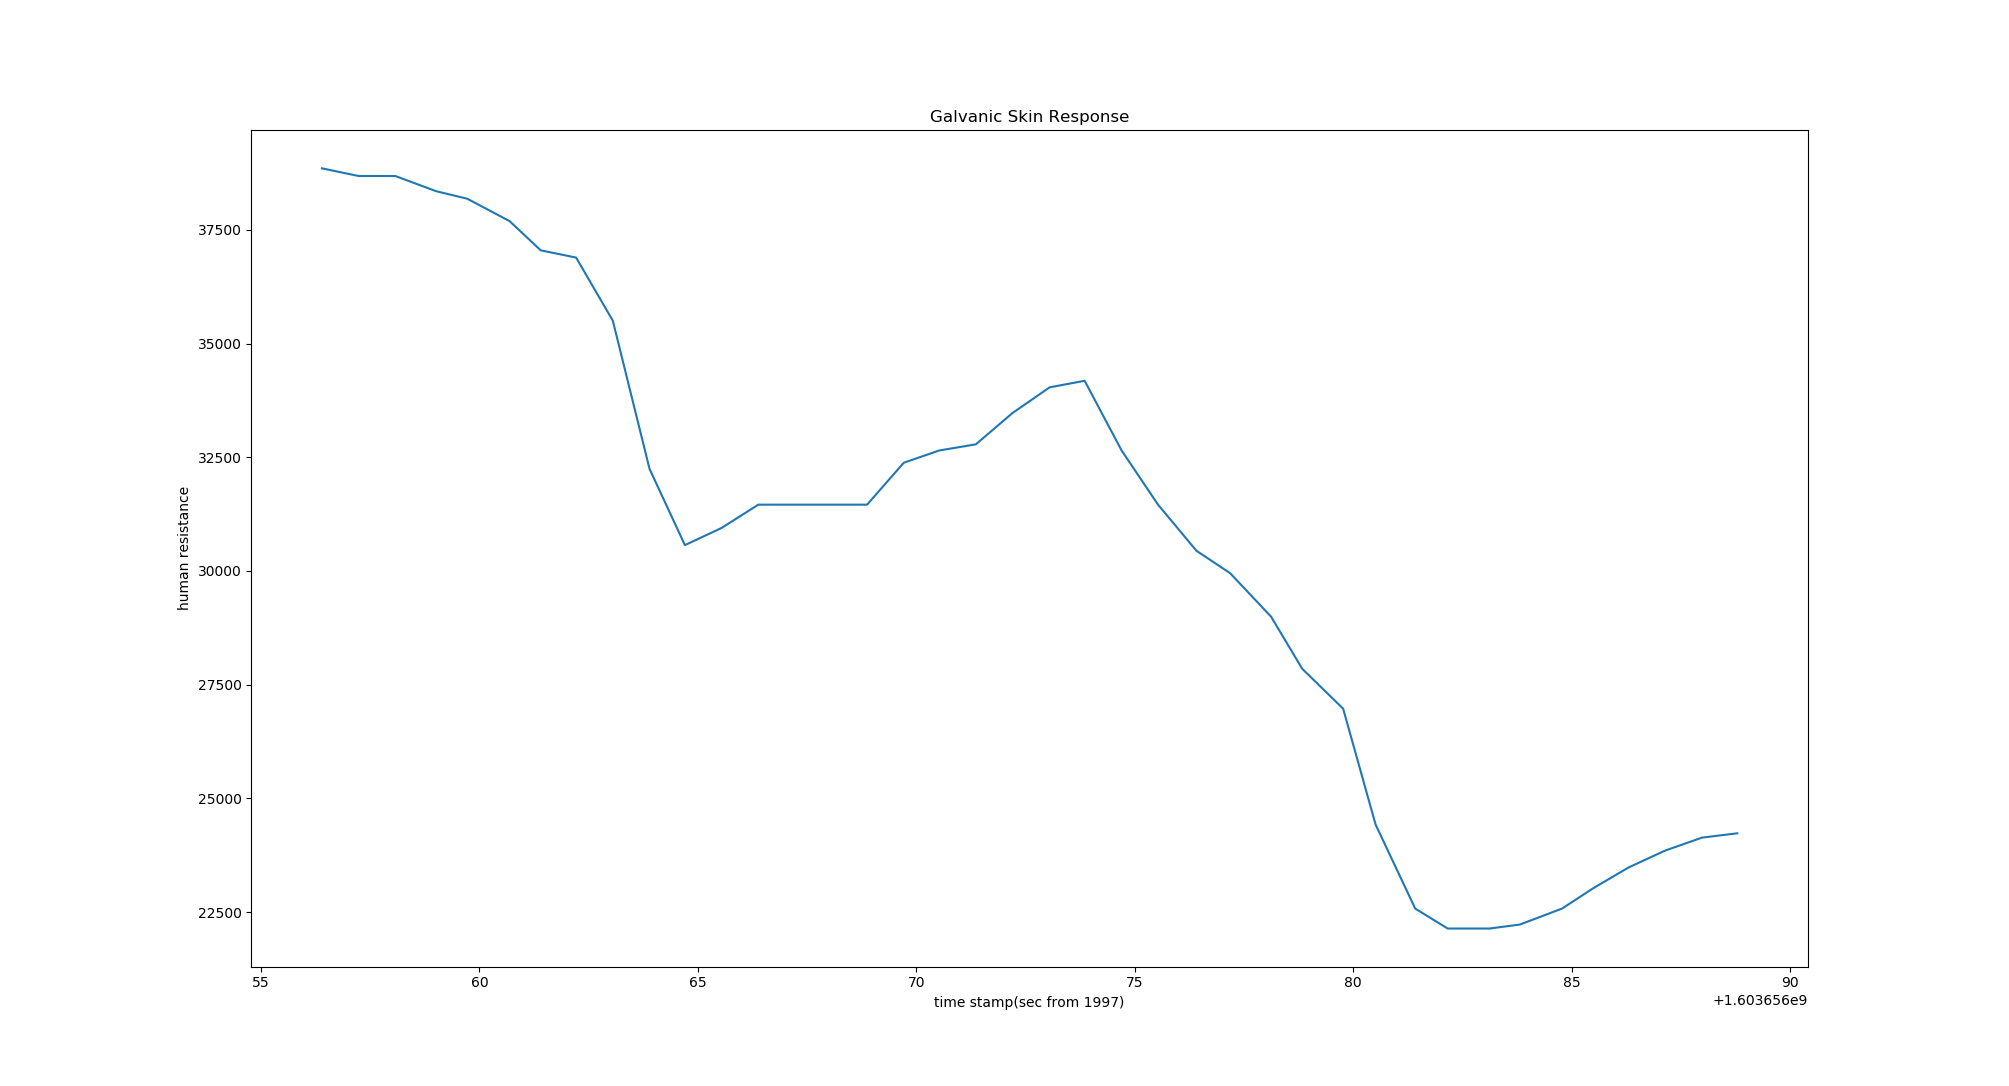 Galvanic Skin Response
37500
35000
32500
30000
27500
25000
22500
human resistance
55 60 65 70 75 80 85 90
time stamp(sec from 1997)
+1.603656e9